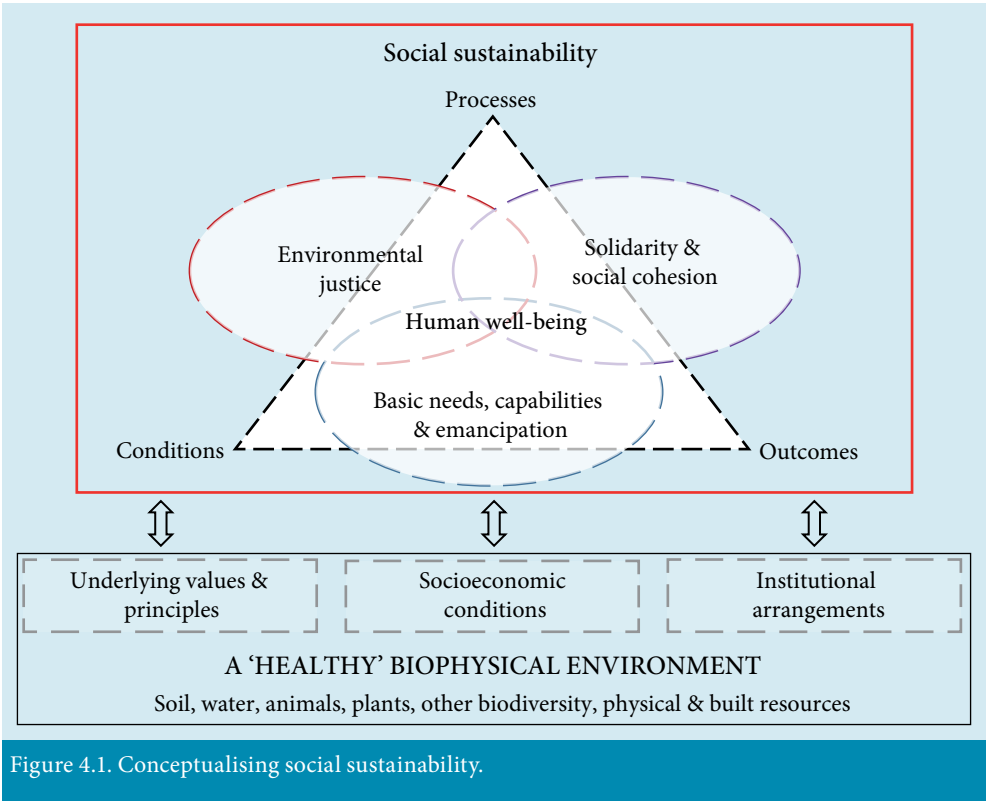 Social sustainability
Processes
Environmental
justice
Solidarity &
social cohesion
Human well-being
Basic needs, capabilities
& emancipation
Conditions
Outcomes
Underlying values &
principles
Socioeconomic
conditions
Institutional
arrangements
A ‘HEALTHY’ BIOPHYSICAL ENVIRONMENT
Soil, water, animals, plants, other biodiversity, physical & built resources
Figure 4.1. Conceptualising social sustainability.